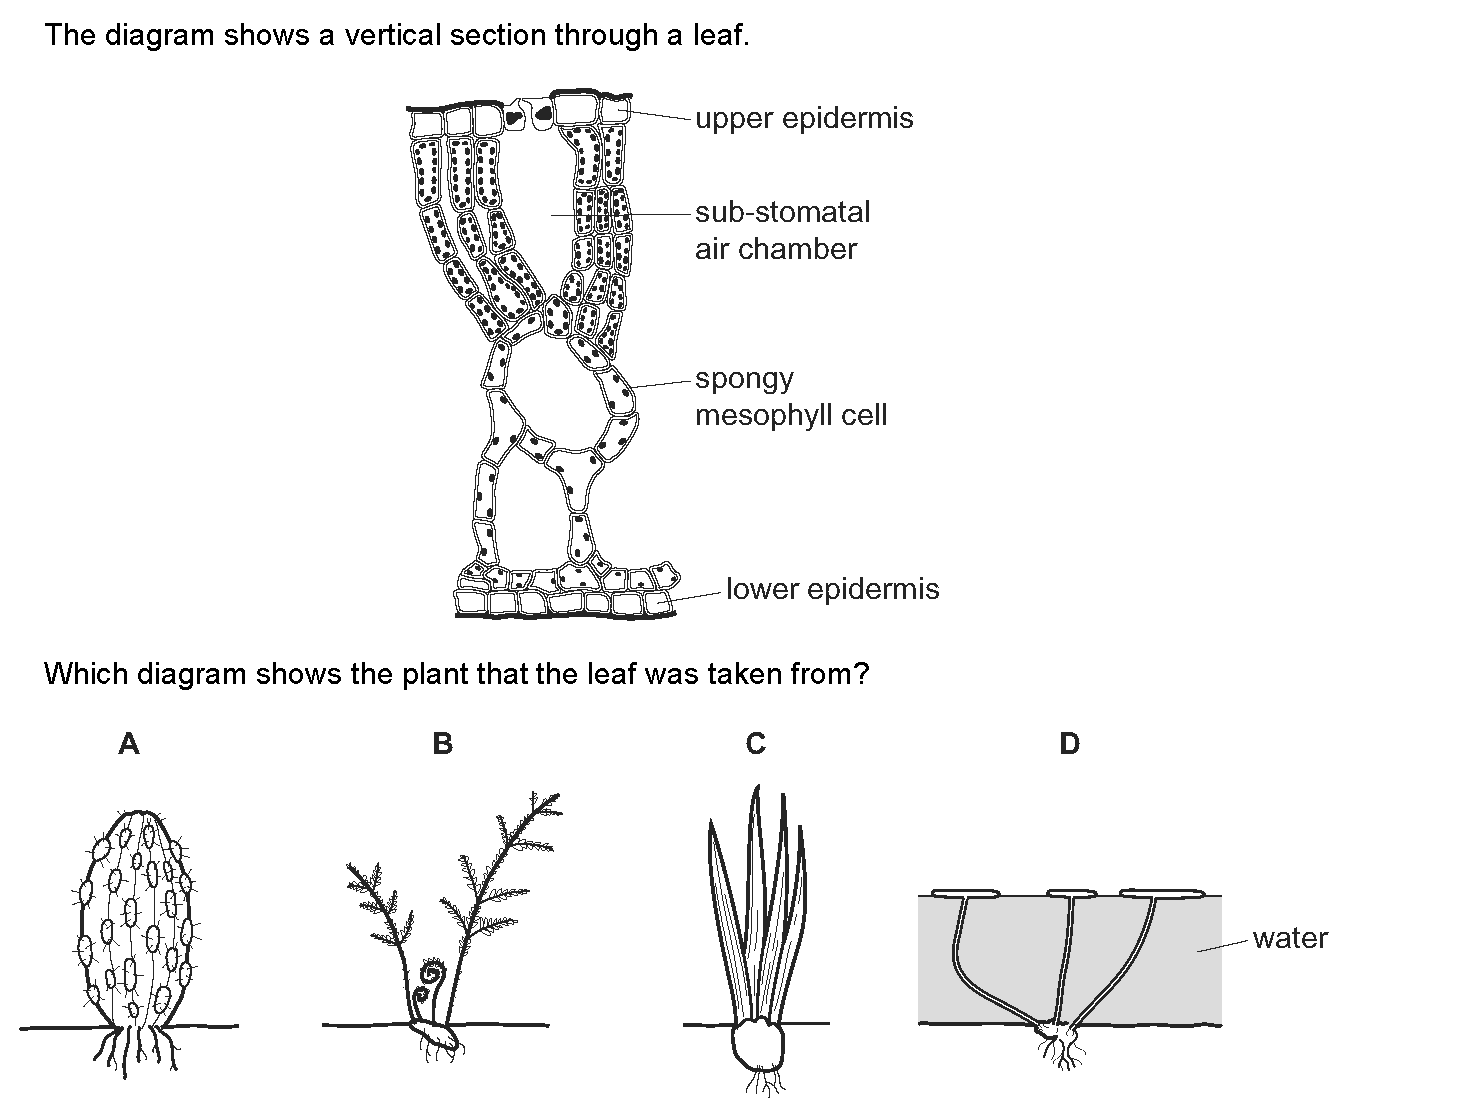 The diagram shows a vertical section through a leaf.
upper epidermis
sub-stomatal
air chamber
spongy
mesophyll cell
lower epidermis
Which diagram shows the plant that the leaf was taken from?
A B C D
water